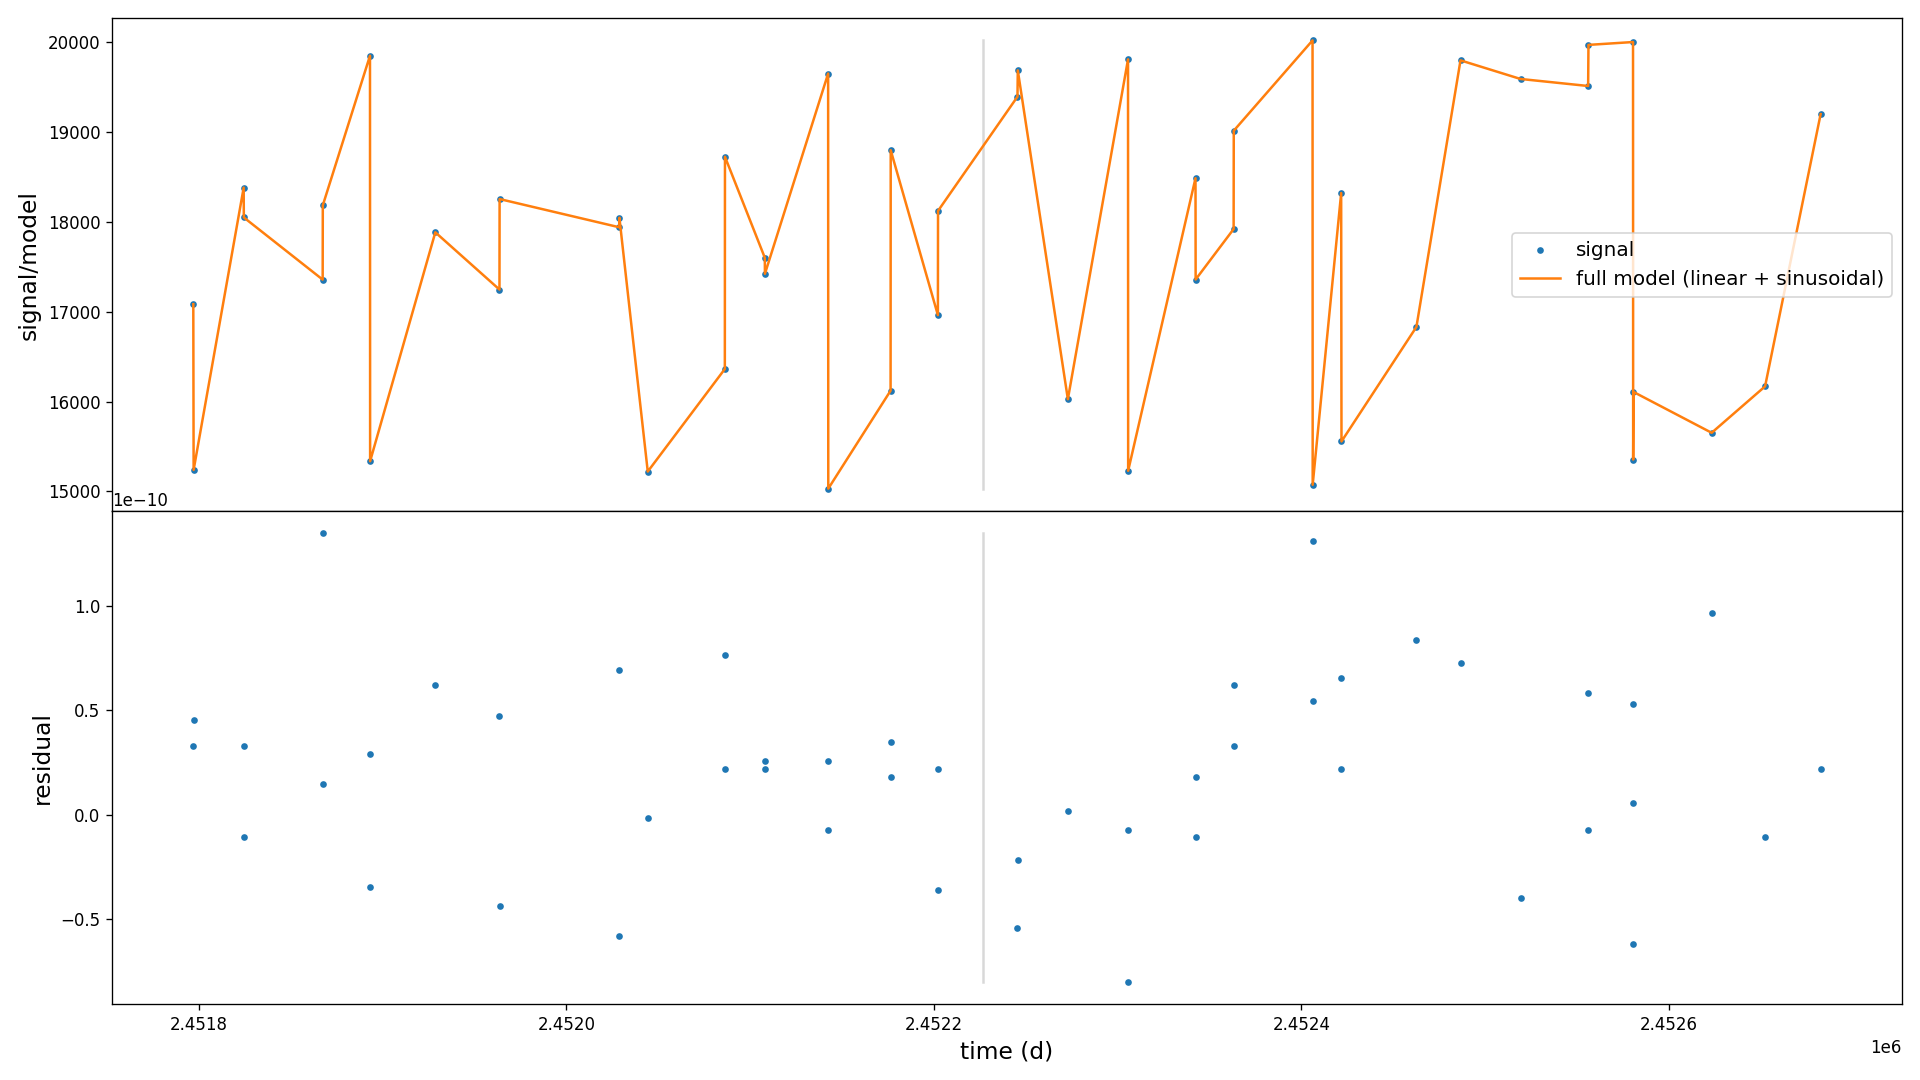 20000
19000
18000
17000
16000
15000
signal/model
signal
full model (linear + sinusoidal)
1e−10
1.0
0.5
0.0
−0.5
residual
2.4518
2.4520
2.4522
2.4524
2.4526
time (d)
1e6